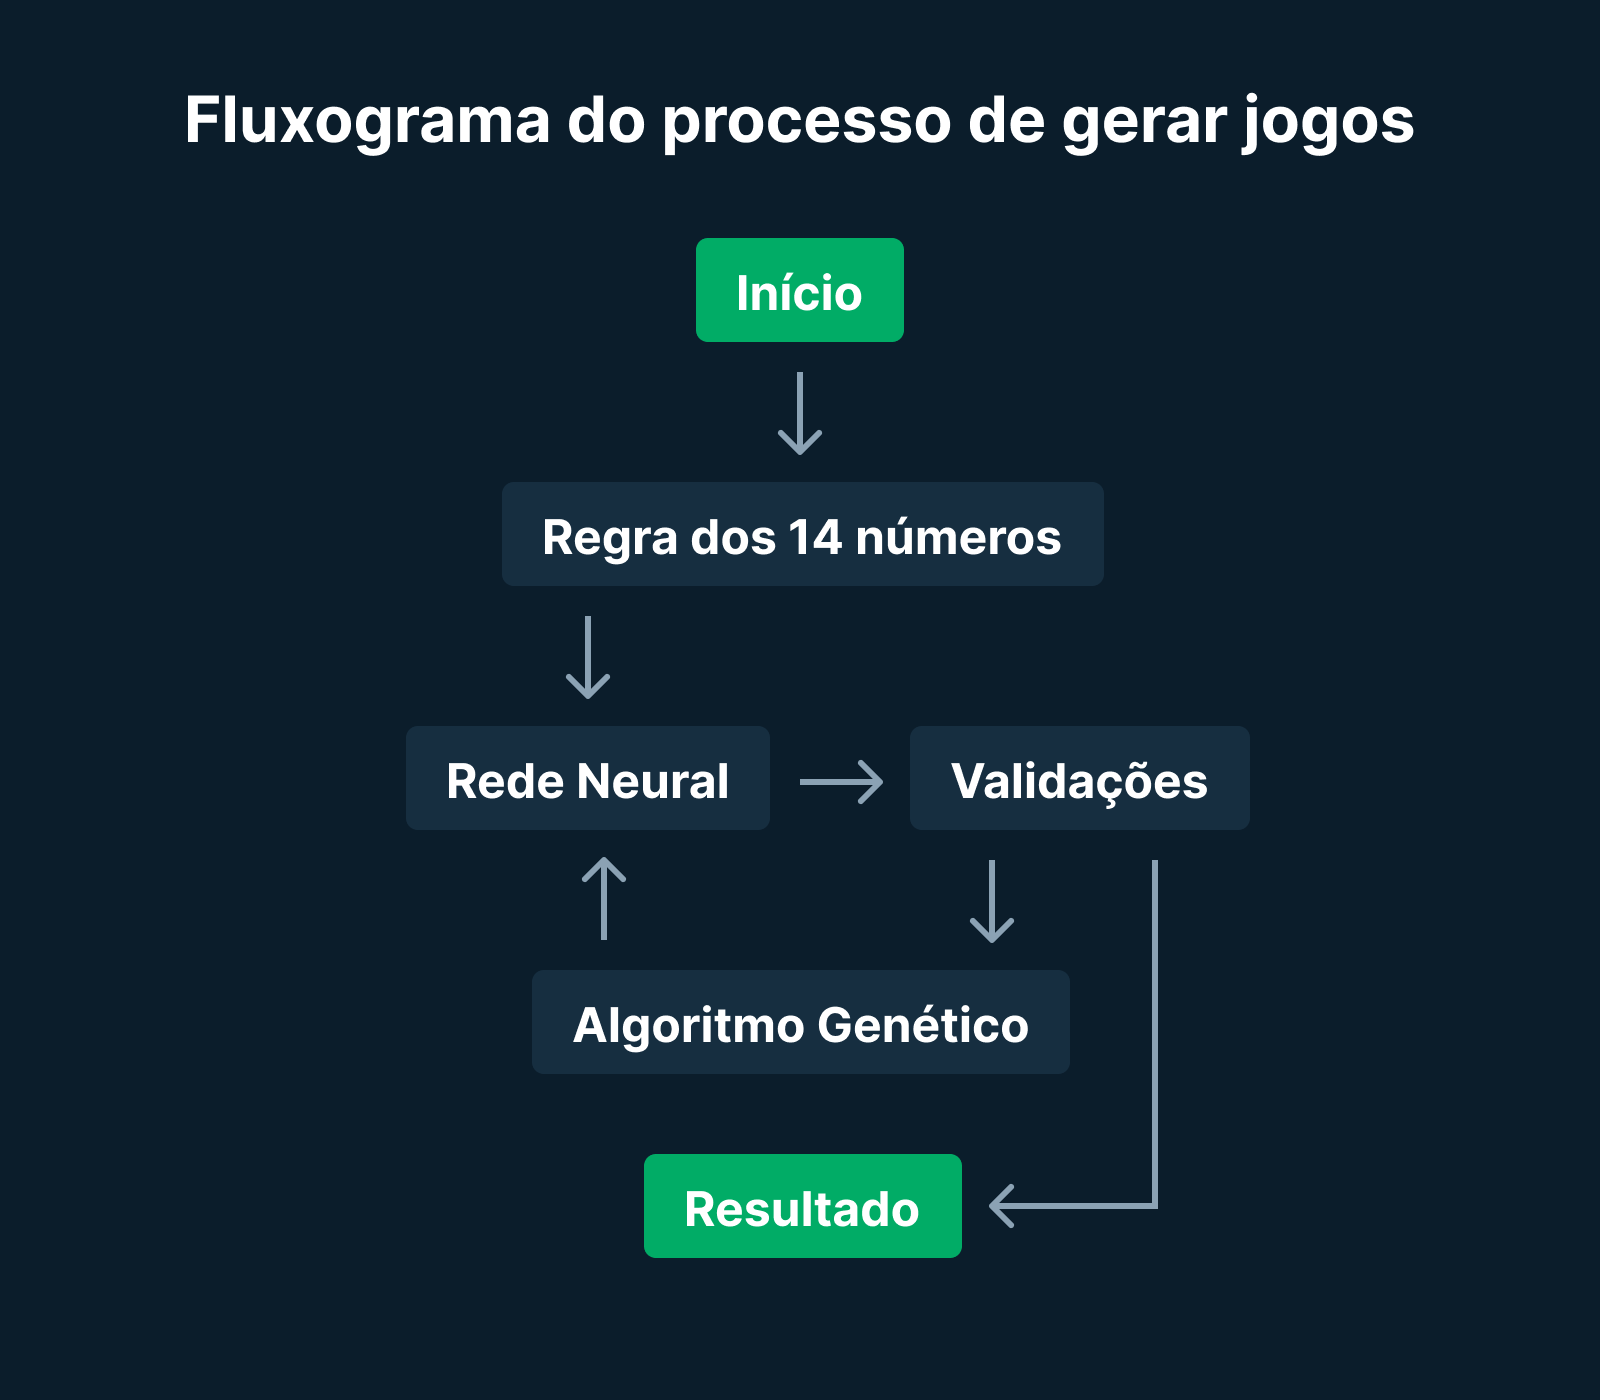 Fluxograma do processo de gerar jogos
Início
Regra dos 14 números
Rede Neural
Validações
Algoritmo Genético
Resultado